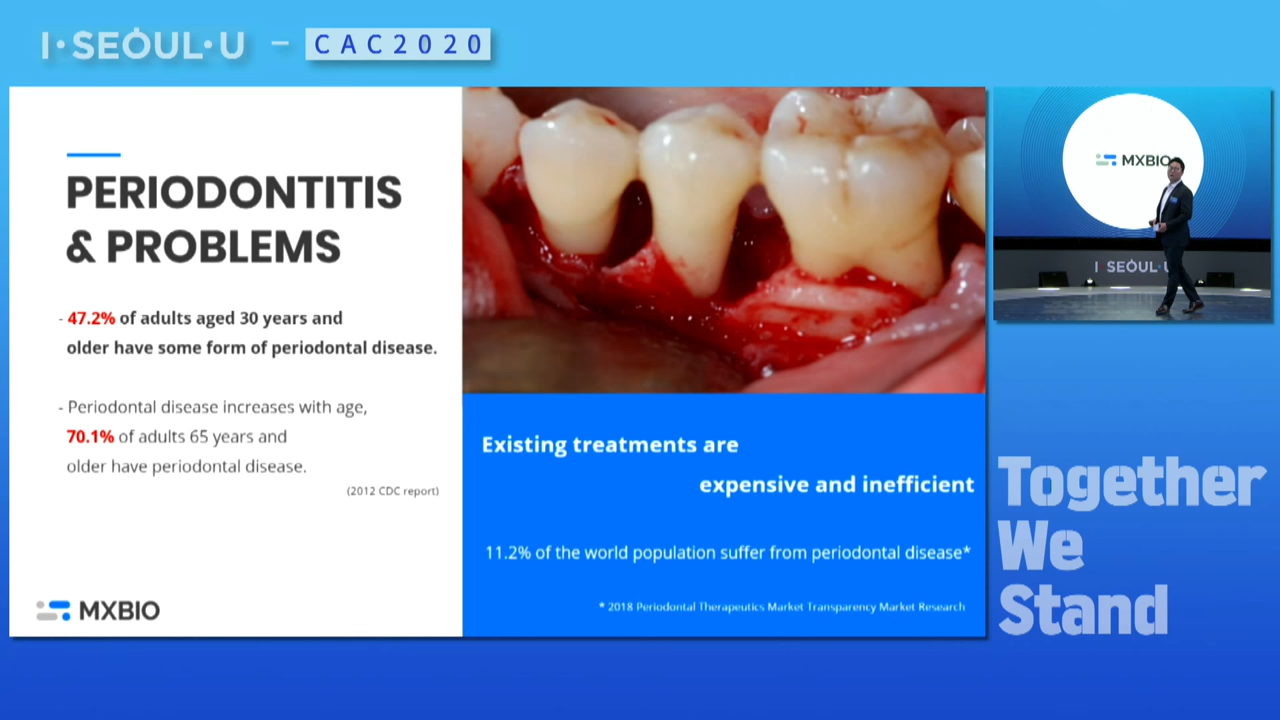 I·SEOUL·U – CAC2020
PERIODONTITIS
& PROBLEMS
- 47.2% of adults aged 30 years and
older have some form of periodontal disease.
- Periodontal disease increases with age,
70.1% of adults 65 years and
older have periodontal disease.
(2012 CDC report)
MXBIO
Existing treatments are
expensive and inefficient
11.2% of the world population suffer from periodontal disease*
* 2018 Periodontal Therapeutics Market Transparency Market Research
MXBIO
I·SEOUL·U
Together
We
Stand